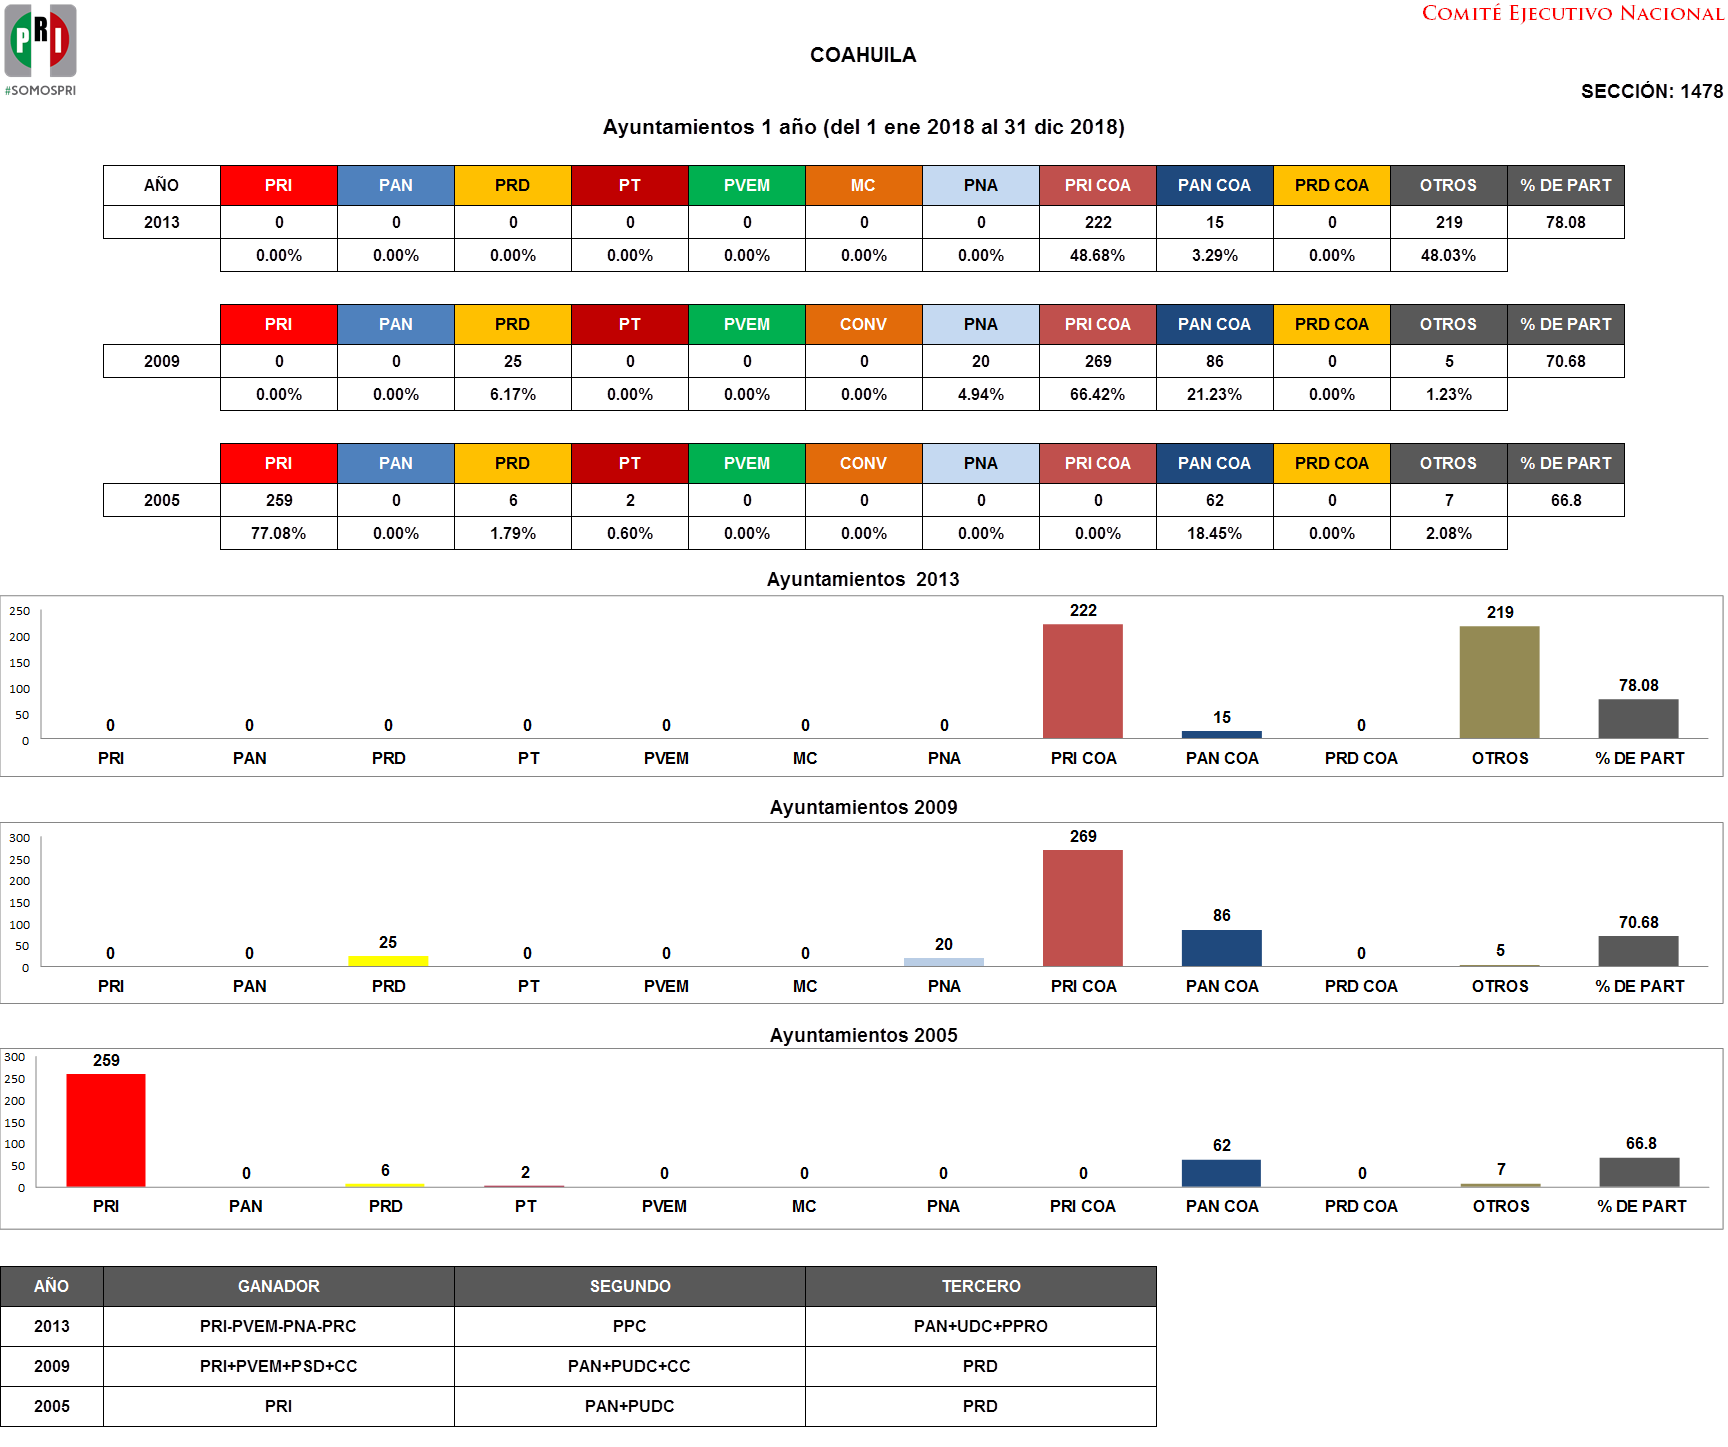 PRI
#SOMOSPRI
COMITÉ EJECUTIVO NACIONAL
COAHUILA
SECCIÓN: 1478
Ayuntamientos 1 año (del 1 ene 2018 al 31 dic 2018)
AÑO PRI PAN PRD PT PVEM MC PNA PRI COA PAN COA PRD COA OTROS % DE PART
2013 0 0 0 0 0 0 0 222 15 0 219 78.08
0.00% 0.00% 0.00% 0.00% 0.00% 0.00% 0.00% 48.68% 3.29% 0.00% 48.03%
PRI PAN PRD PT PVEM CONV PNA PRI COA PAN COA PRD COA OTROS % DE PART
2009 0 0 25 0 0 0 20 269 86 0 5 70.68
0.00% 0.00% 6.17% 0.00% 0.00% 0.00% 4.94% 66.42% 21.23% 0.00% 1.23%
PRI PAN PRD PT PVEM CONV PNA PRI COA PAN COA PRD COA OTROS % DE PART
2005 259 0 6 2 0 0 0 0 62 0 7 66.8
77.08% 0.00% 1.79% 0.60% 0.00% 0.00% 0.00% 0.00% 18.45% 0.00% 2.08%
Ayuntamientos 2013
250
200
150
100
50
0
0 0 0 0 0 0 0 222 15 0 219 78.08
PRI PAN PRD PT PVEM MC PNA PRI COA PAN COA PRD COA OTROS % DE PART
Ayuntamientos 2009
300
250
200
150
100
50
0
0 0 25 0 0 0 20 269 86 0 5 70.68
PRI PAN PRD PT PVEM MC PNA PRI COA PAN COA PRD COA OTROS % DE PART
Ayuntamientos 2005
300
250
200
150
100
50
0
259 0 6 2 0 0 0 0 62 0 7 66.8
PRI PAN PRD PT PVEM MC PNA PRI COA PAN COA PRD COA OTROS % DE PART
AÑO GANADOR SEGUNDO TERCERO
2013 PRI-PVEM-PNA-PRC PPC PAN+UDC+PPRO
2009 PRI+PVEM+PSD+CC PAN+PUDC+CC PRD
2005 PRI PAN+PUDC PRD